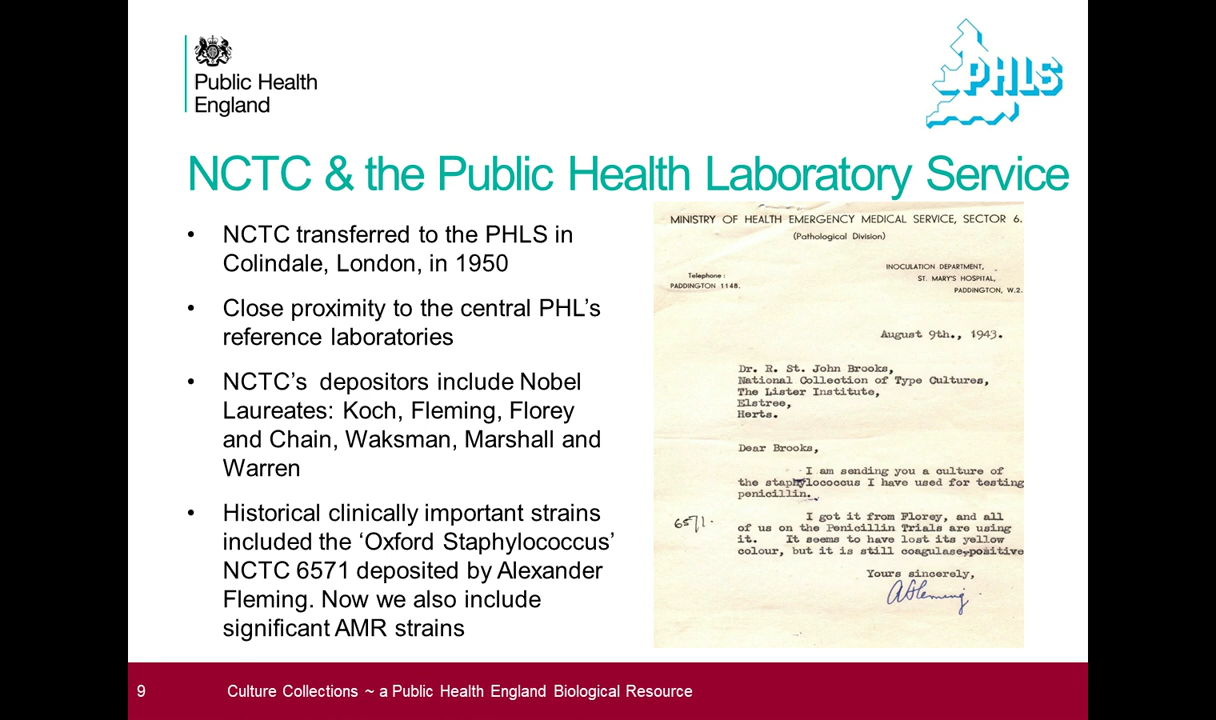 Public Health
England
PHLS
NCTC & the Public Health Laboratory Service
• NCTC transferred to the PHLS in
Colindale, London, in 1950
• Close proximity to the central PHL’s
reference laboratories
• NCTC’s  depositors include Nobel
Laureates: Koch, Fleming, Florey
and Chain, Waksman, Marshall and
Warren
• Historical clinically important strains
included the ‘Oxford Staphylococcus’
NCTC 6571 deposited by Alexander
Fleming. Now we also include
significant AMR strains
MINISTRY OF HEALTH EMERGENCY MEDICAL SERVICE, SECTOR 6.
(Pathological Division)
INOCULATION DEPARTMENT,
ST. MARY'S HOSPITAL,
PADDINGTON, W.2.
Telephone :
PADDINGTON 1148.
August 9th., 1943.
Dr. R. St. John Brooks,
National Collection of Type Cultures,
The Lister Institute,
Elstree,
Herts.
Dear Brooks,
I am sending you a culture of
the staphylococcus I have used for testing
penicillin.
6571.
I got it from Florey, and all
of us on the Penicillin Trials are using
it. It seems to have lost its yellow
colour, but it is still coagulase-positive
Yours sincerely,
A Fleming.
9
Culture Collections ~ a Public Health England Biological Resource